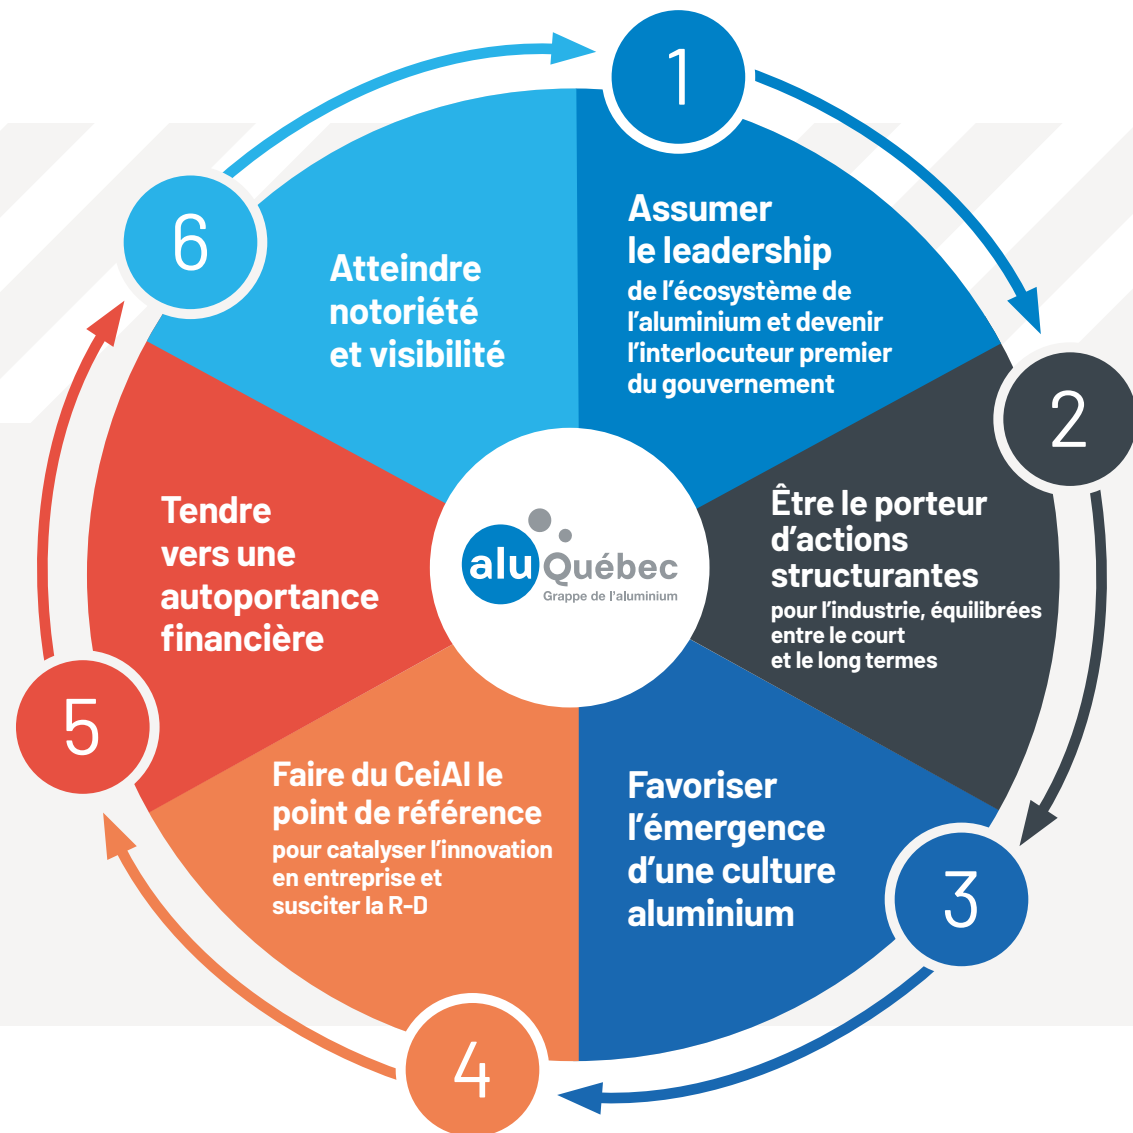 1
Assumer
le leadership
de l’écosystème de
l’aluminium et devenir
l’interlocuteur premier
du gouvernement
2
Être le porteur
d’actions
structurantes
pour l’industrie, équilibrées
entre le court
et le long termes
3
Favoriser
l’émergence
d’une culture
aluminium
4
Faire du CeiAl le
point de référence
pour catalyser l’innovation
en entreprise et
susciter la R-D
5
Tendre
vers une
autoportance
financière
6
Atteindre
notoriété
et visibilité
alu Québec
Grappe de l'aluminium